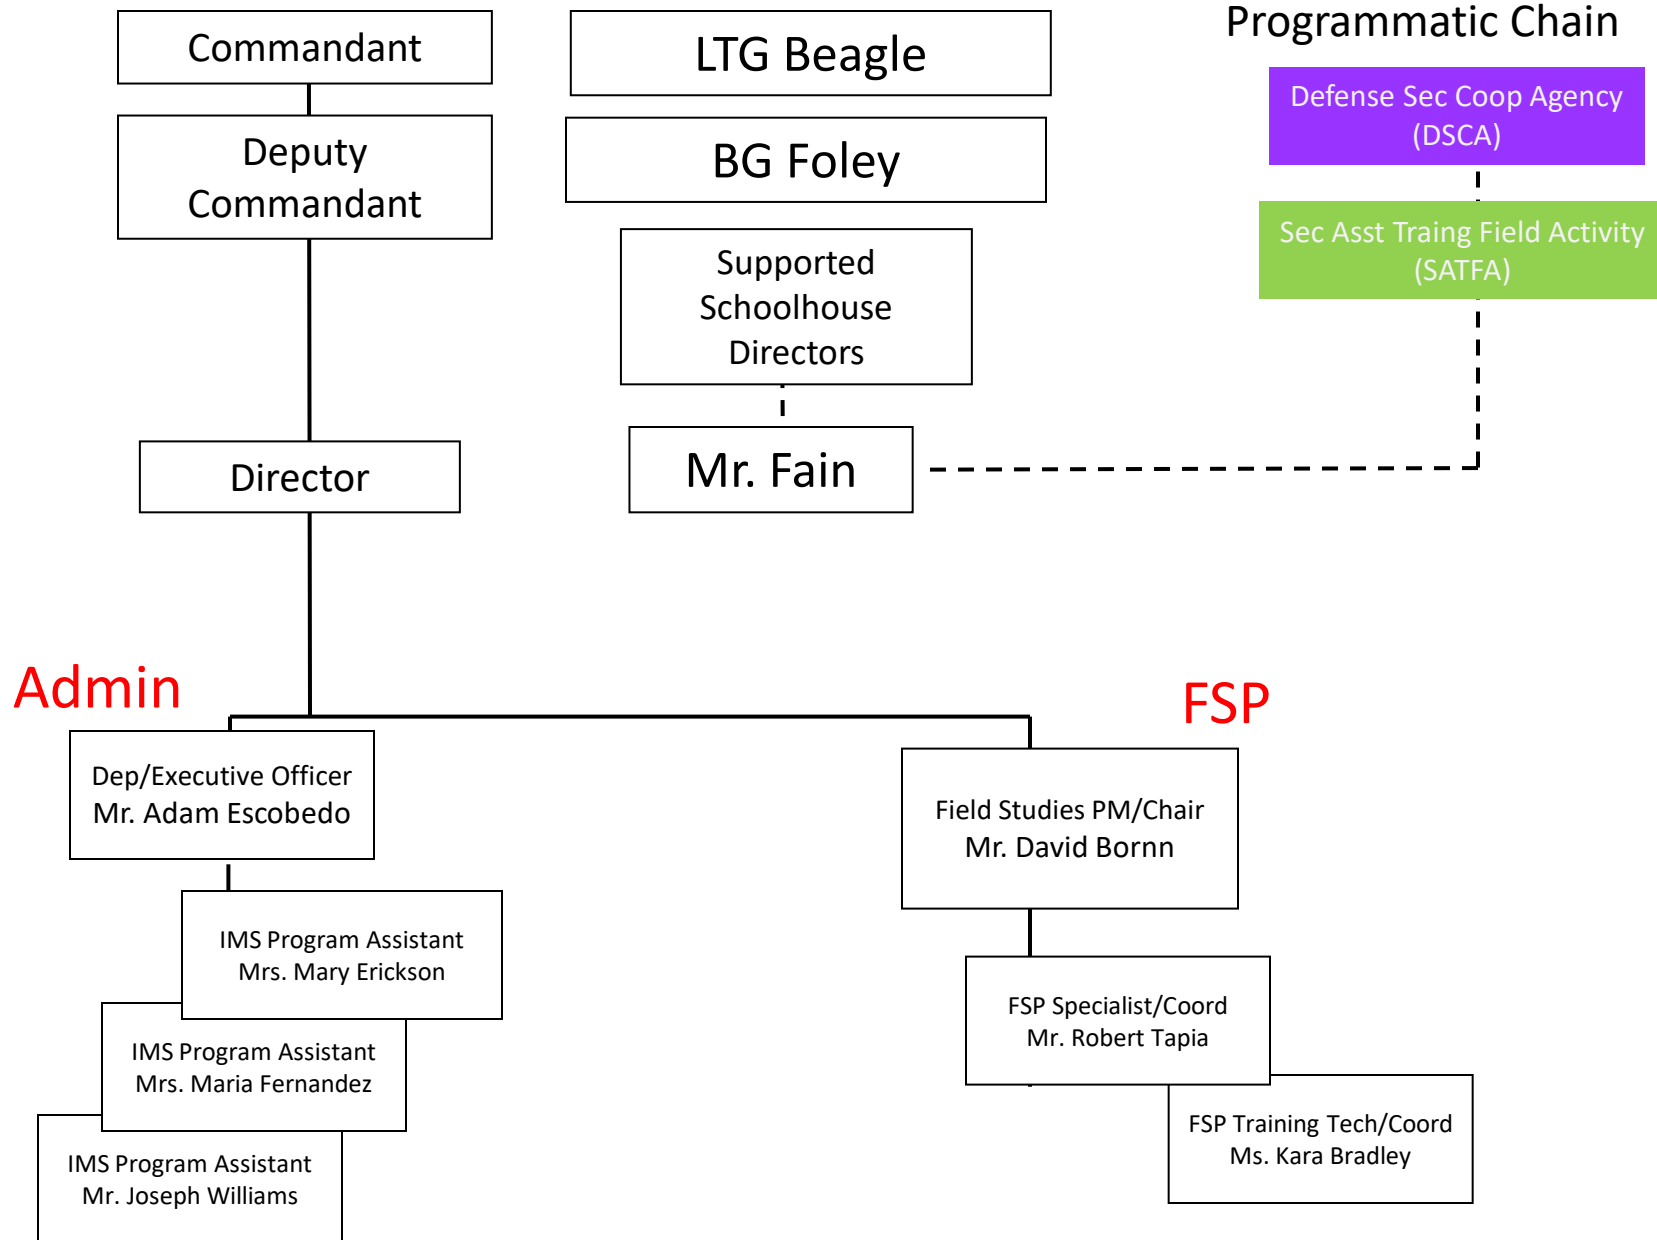 Programmatic Chain
Commandant
LTG Beagle
Defense Sec Coop Agency
(DSCA)
Deputy
Commandant
BG Foley
Sec Asst Traing Field Activity
(SATFA)
Supported
Schoolhouse
Directors
Director
Mr. Fain
Admin
FSP
Dep/Executive Officer
Mr. Adam Escobedo
IMS Program Assistant
Mrs. Mary Erickson
IMS Program Assistant
Mrs. Maria Fernandez
IMS Program Assistant
Mr. Joseph Williams
Field Studies PM/Chair
Mr. David Bornn
FSP Specialist/Coord
Mr. Robert Tapia
FSP Training Tech/Coord
Ms. Kara Bradley